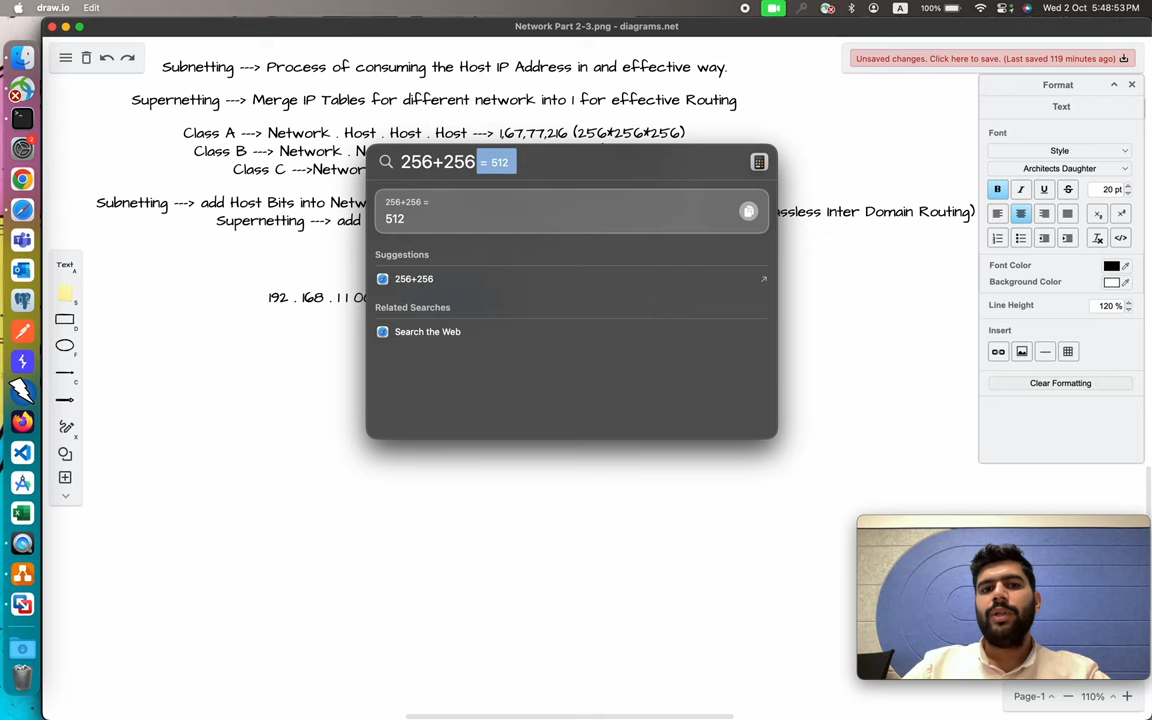 draw.io Edit
100% Wed 2 Oct 5:48:53 PM
Network Part 2-3.png - diagrams.net
Unsaved changes. Click here to save. (Last saved 119 minutes ago)
Subnetting ---> Process of consuming the Host IP Address in and effective way.
Supernetting ---> Merge IP Tables for different network into 1 for effective Routing
Class A ---> Network . Host . Host . Host ---> 1,67,77,216 (256*256*256)
Class B ---> Network . N
Class C --->Networ
Subnetting ---> add Host Bits into Netw
Supernetting ---> add
assless Inter Domain Routing)
192 . 168 . 1 1 0
256+256 = 512
256+256 =
512
Suggestions
256+256
Related Searches
Search the Web
Text
A
S
D
F
C
X
Format
Text
Font
Style
Architects Daughter
B I U S 20 pt
Font Color
Background Color
Line Height 120 %
Insert
Clear Formatting
Page-1 110%